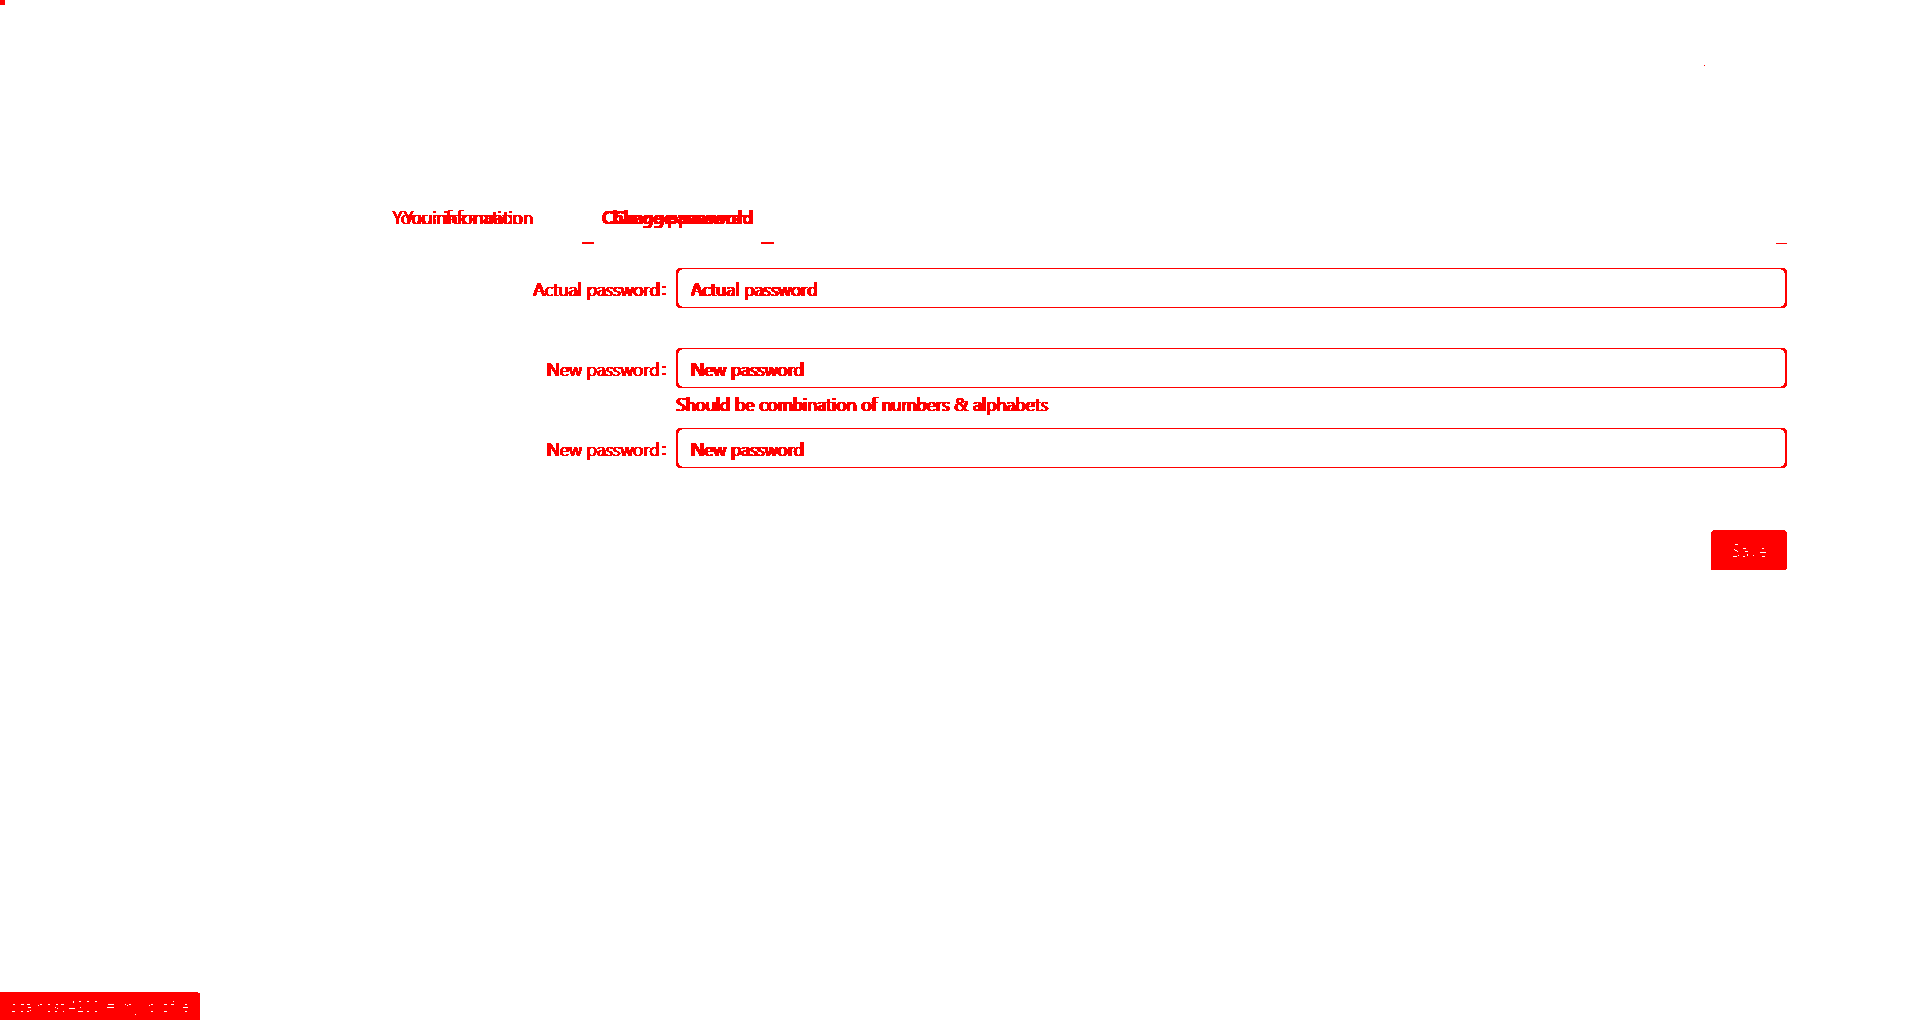 Your information Change password
Actual password: Actual password
New password: New password
Should be combination of numbers & alphabets
New password: New password
Save